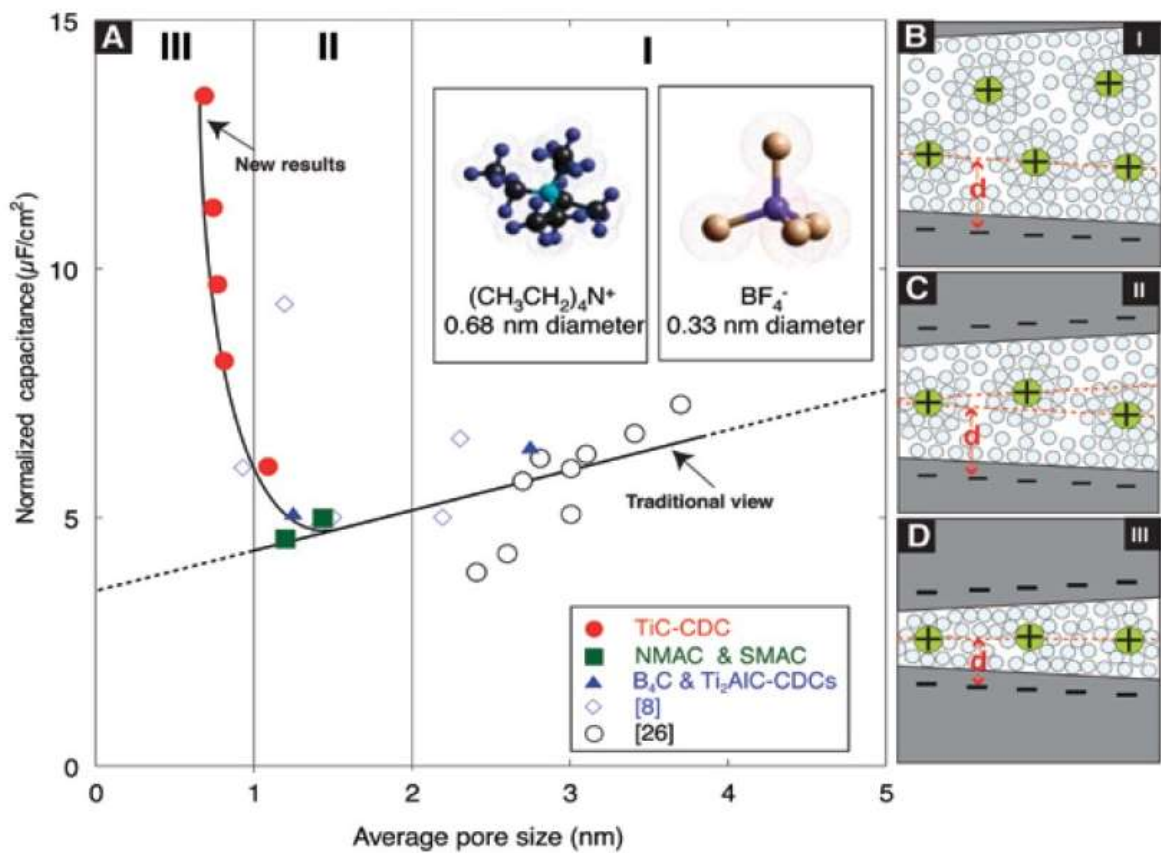 A
III
II
I
15
10
5
0
Normalized capacitance(µF/cm²)
New results
(CH₃CH₂)₄N⁺
0.68 nm diameter
BF₄⁻
0.33 nm diameter
Traditional view
TiC-CDC
NMAC & SMAC
B₄C & Ti₂AlC-CDCs
[8]
[26]
0 1 2 3 4 5
Average pore size (nm)
B
I
+ + + + +
d
− − − − −
C
II
− − − − −
+ + +
d
− − − − −
D
III
− − − − −
+ + +
d
− − − − −